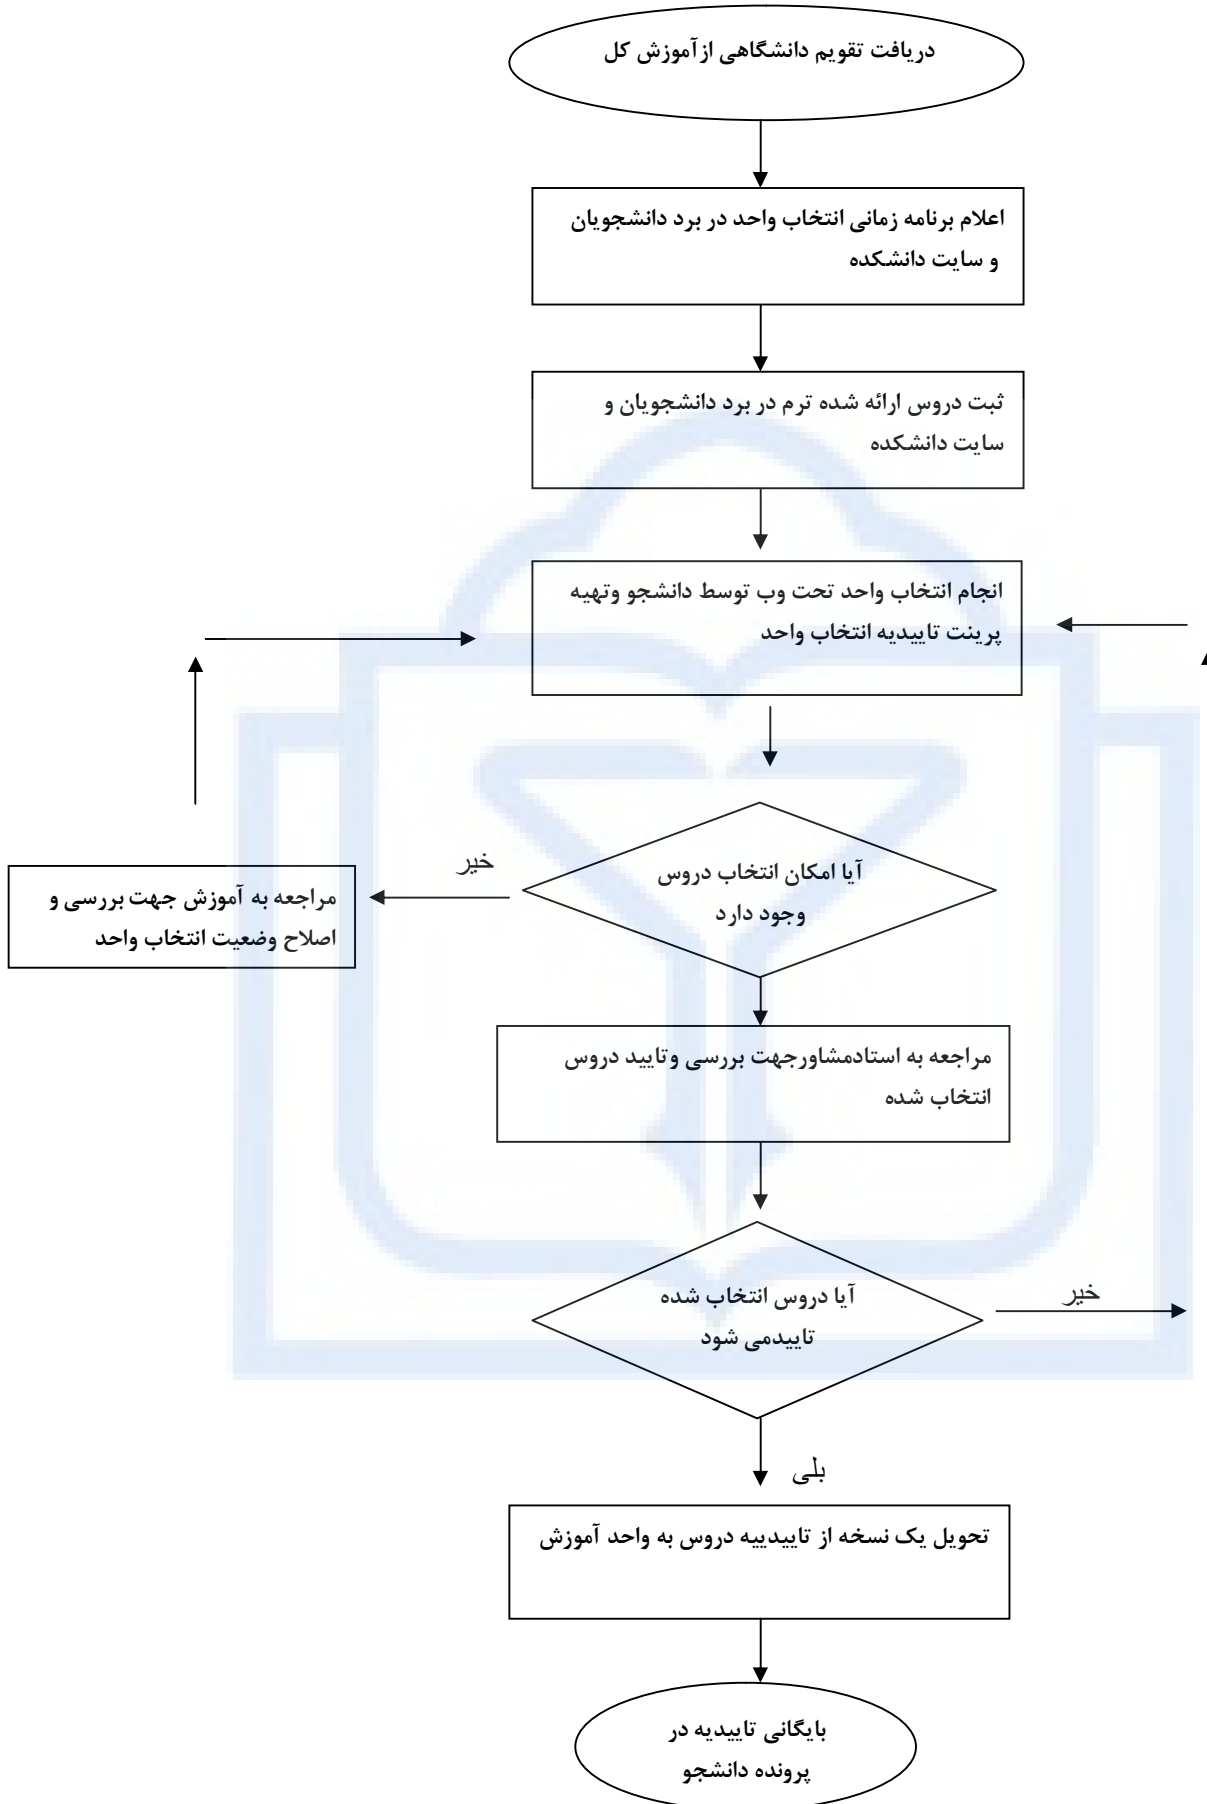 دریافت تقویم دانشگاهی ازآموزش کل
اعلام برنامه زمانی انتخاب واحد در برد دانشجویان
و سایت دانشکده
ثبت دروس ارائه شده ترم در برد دانشجویان و
سایت دانشکده
انجام انتخاب واحد تحت وب توسط دانشجو وتهیه
پرینت تاییدیه انتخاب واحد
آیا امکان انتخاب دروس
وجود دارد
خیر
مراجعه به آموزش جهت بررسی و
اصلاح وضعیت انتخاب واحد
مراجعه به استادمشاورجهت بررسی وتایید دروس
انتخاب شده
آیا دروس انتخاب شده
تاییدمی شود
خیر
بلی
تحویل یک نسخه از تاییدییه دروس به واحد آموزش
بایگانی تاییدیه در
پرونده دانشجو